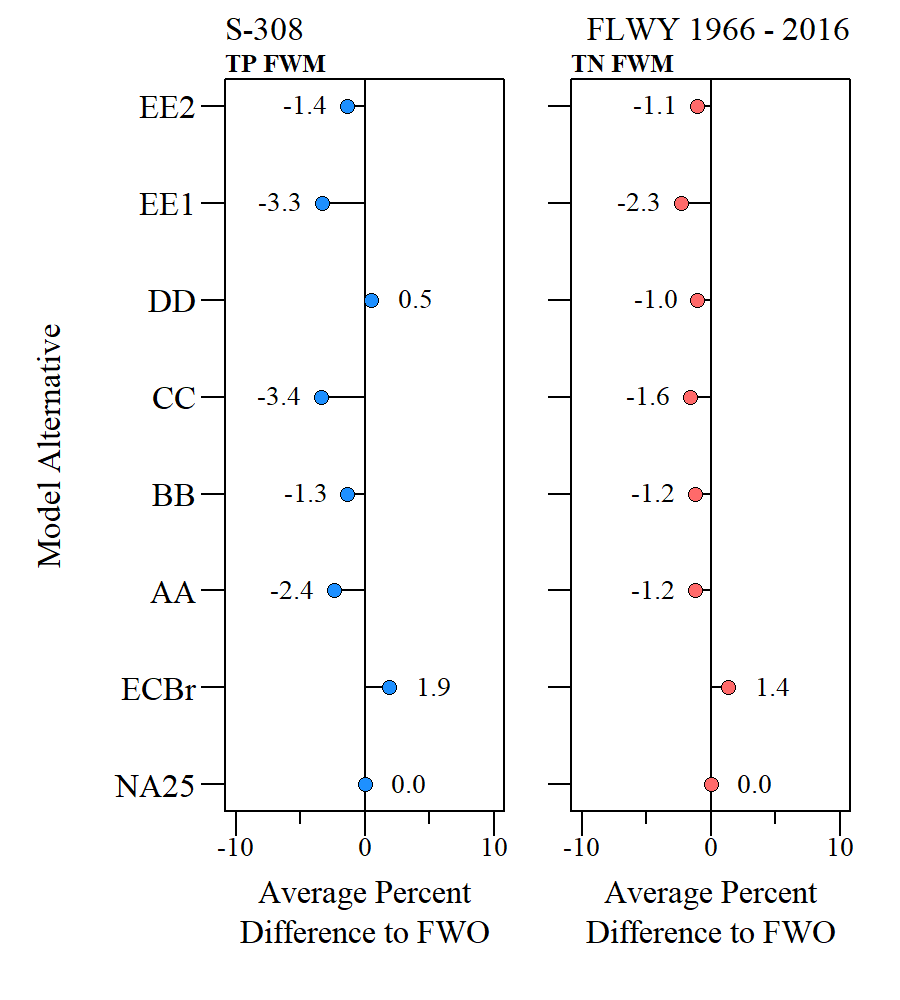 S-308
FLWY 1966 - 2016
TP FWM
TN FWM
EE2
-1.4
-1.1
EE1
-3.3
-2.3
DD
0.5
-1.0
CC
-3.4
-1.6
BB
-1.3
-1.2
AA
-2.4
-1.2
ECBr
1.9
1.4
NA25
0.0
0.0
Model Alternative
-10 0 10
-10 0 10
Average Percent
Difference to FWO
Average Percent
Difference to FWO